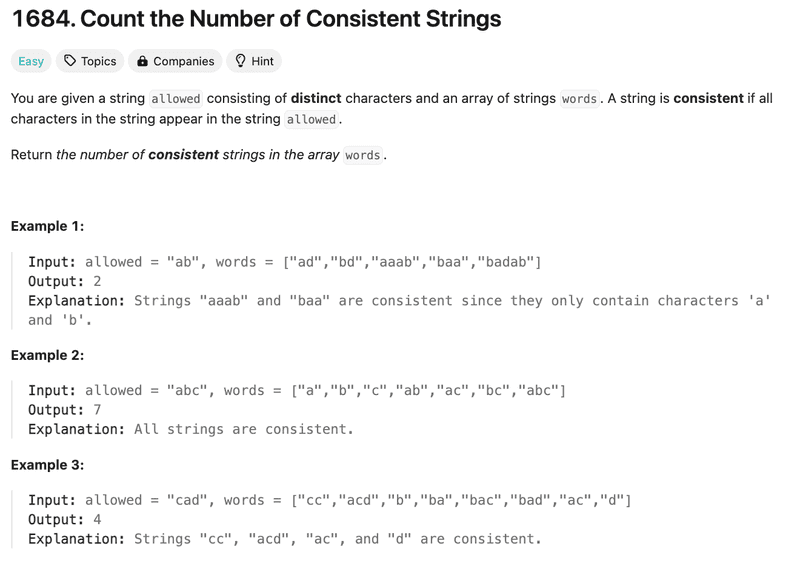 1684. Count the Number of Consistent Strings
Easy Topics Companies Hint
You are given a string allowed consisting of distinct characters and an array of strings words. A string is consistent if all
characters in the string appear in the string allowed.
Return the number of consistent strings in the array words.
Example 1:
Input: allowed = "ab", words = ["ad","bd","aaab","baa","badab"]
Output: 2
Explanation: Strings "aaab" and "baa" are consistent since they only contain characters 'a'
and 'b'.
Example 2:
Input: allowed = "abc", words = ["a","b","c","ab","ac","bc","abc"]
Output: 7
Explanation: All strings are consistent.
Example 3:
Input: allowed = "cad", words = ["cc","acd","b","ba","bac","bad","ac","d"]
Output: 4
Explanation: Strings "cc", "acd", "ac", and "d" are consistent.